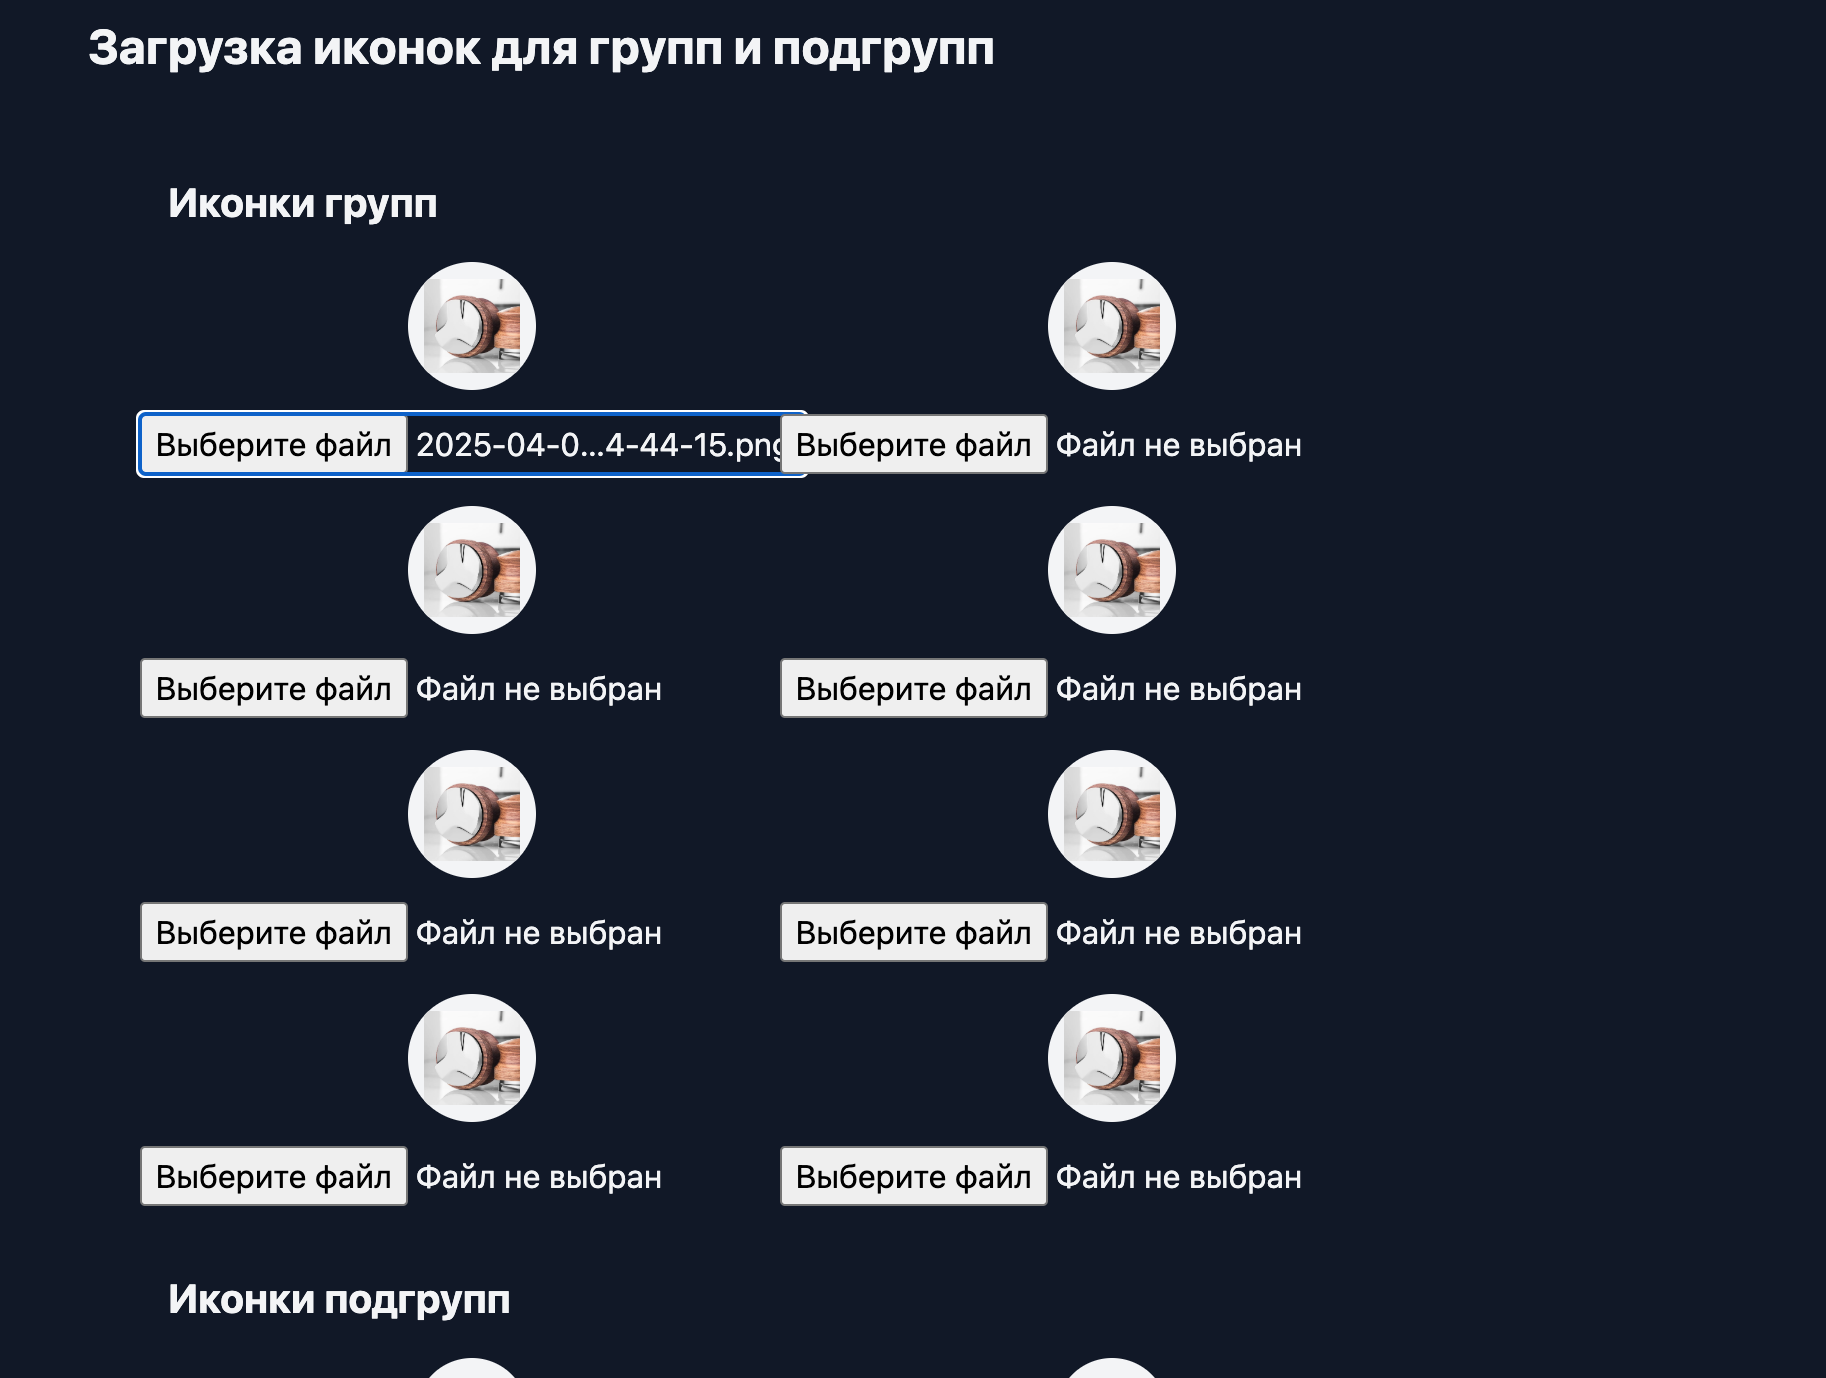 Загрузка иконок для групп и подгрупп
Иконки групп
Выберите файл 2025-04-0...4-44-15.png Выберите файл Файл не выбран
Выберите файл Файл не выбран Выберите файл Файл не выбран
Выберите файл Файл не выбран Выберите файл Файл не выбран
Выберите файл Файл не выбран Выберите файл Файл не выбран
Иконки подгрупп